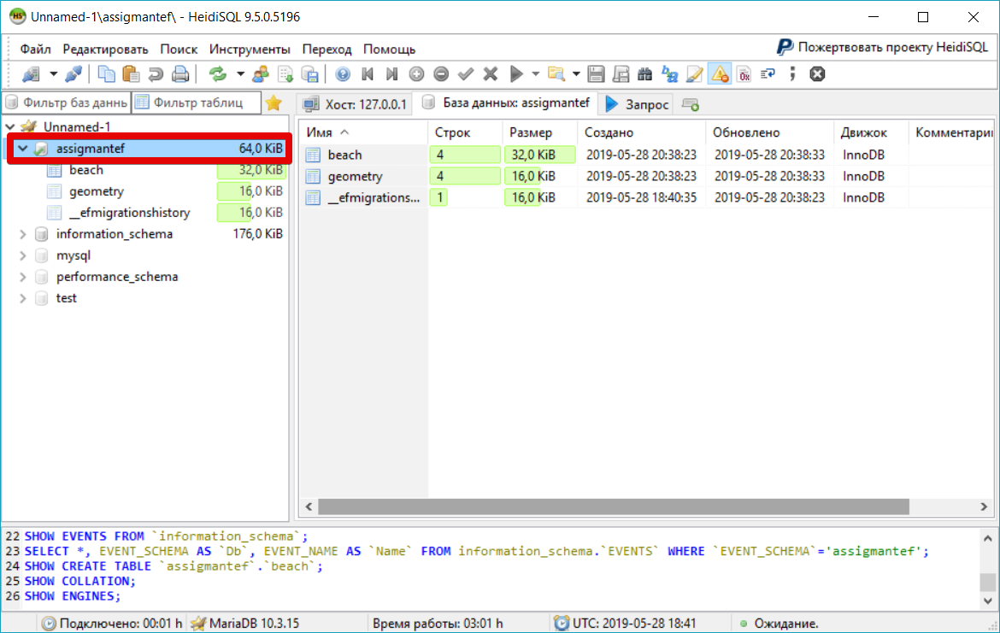 Unnamed-1\assigmantef\ - HeidiSQL 9.5.0.5196
Файл Редактировать Поиск Инструменты Переход Помощь
Пожертвовать проекту HeidiSQL
Фильтр баз данн Фильтр таблиц
Хост: 127.0.0.1 База данных: assigmantef Запрос
Unnamed-1
assigmantef 64,0 KiB
beach 32,0 KiB
geometry 16,0 KiB
__efmigrationshistory 16,0 KiB
information_schema 176,0 KiB
mysql
performance_schema
test
Имя Строк Размер Создано Обновлено Движок Комментари
beach 4 32,0 KiB 2019-05-28 20:38:23 2019-05-28 20:38:33 InnoDB
geometry 4 16,0 KiB 2019-05-28 20:38:23 2019-05-28 20:38:33 InnoDB
__efmigrations... 1 16,0 KiB 2019-05-28 18:40:35 2019-05-28 20:38:23 InnoDB
22 SHOW EVENTS FROM `information_schema`;
23 SELECT *, EVENT_SCHEMA AS `Db`, EVENT_NAME AS `Name` FROM information_schema.`EVENTS` WHERE `EVENT_SCHEMA`='assigmantef';
24 SHOW CREATE TABLE `assigmantef`.`beach`;
25 SHOW COLLATION;
26 SHOW ENGINES;
Подключено: 00:01 h MariaDB 10.3.15 Время работы: 03:01 h UTC: 2019-05-28 18:41 Ожидание.